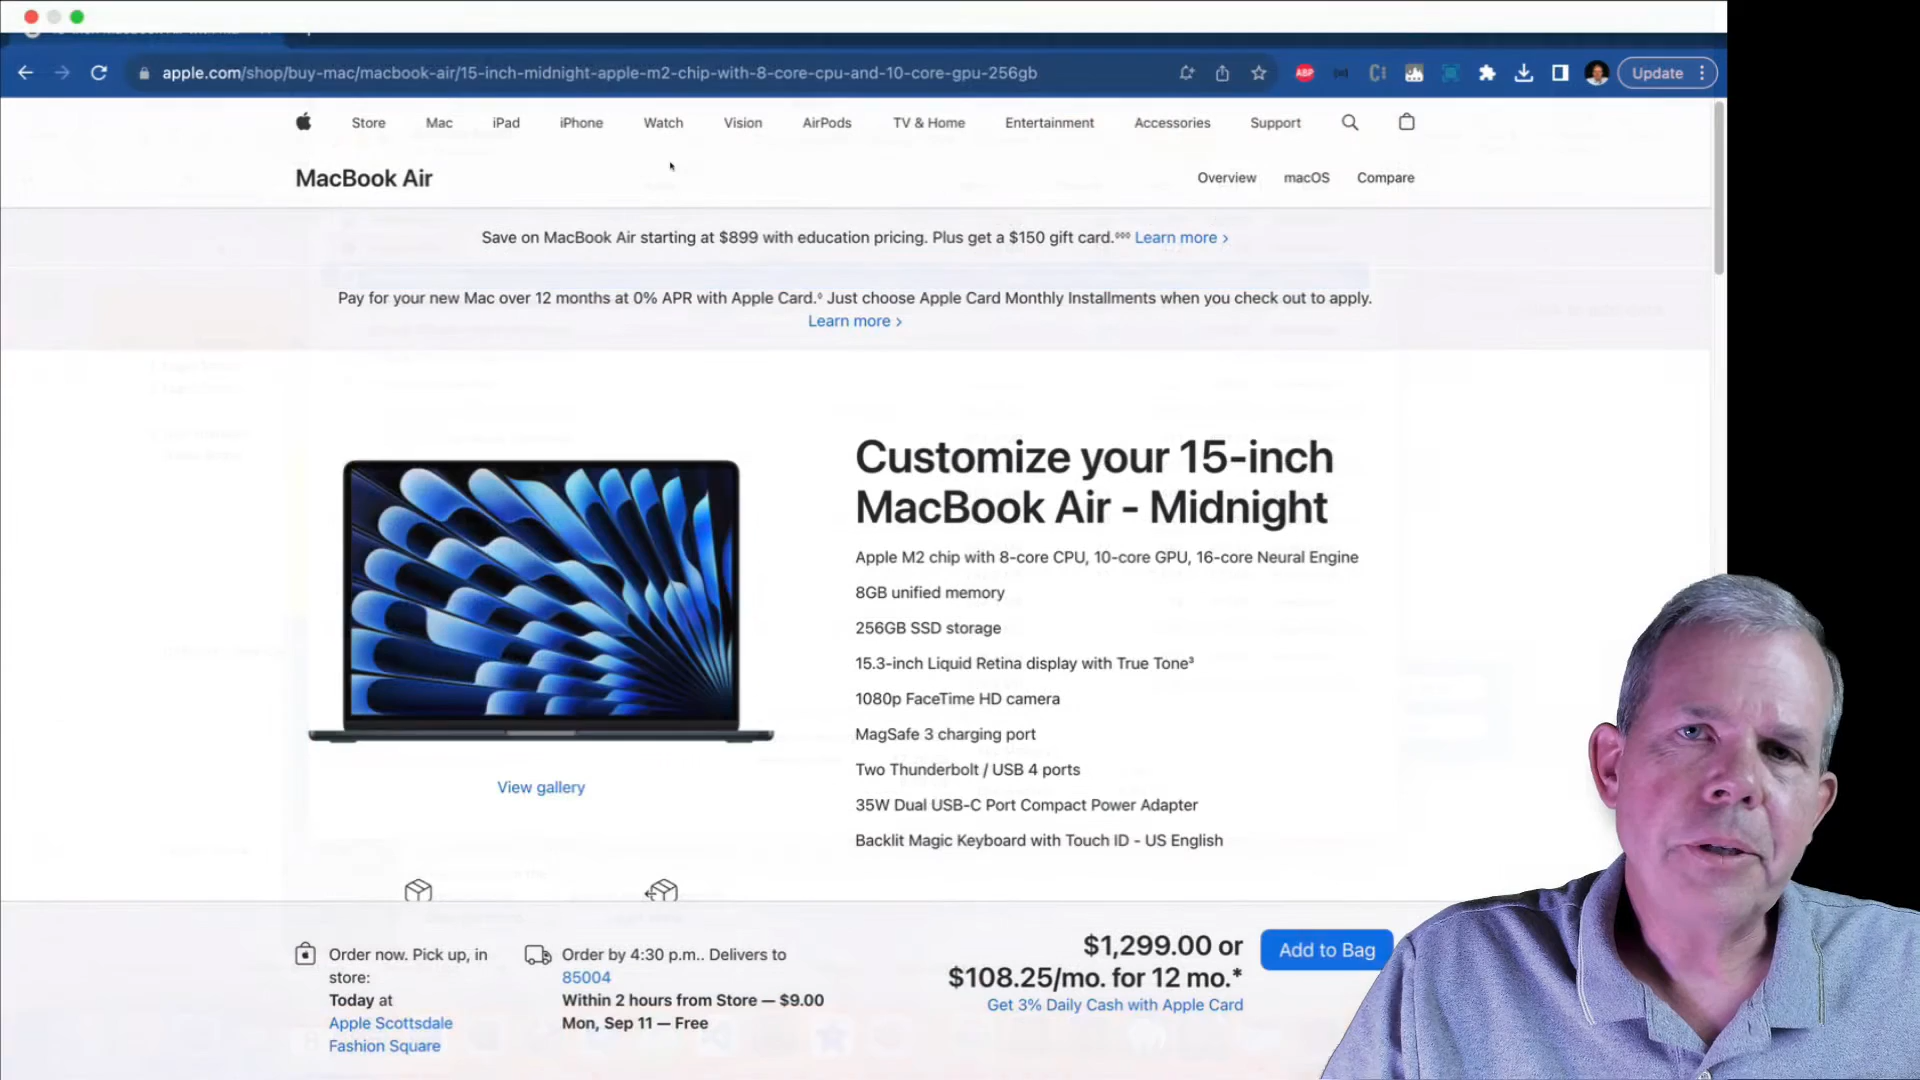 apple.com/shop/buy-mac/macbook-air/15-inch-midnight-apple-m2-chip-with-8-core-cpu-and-10-core-gpu-256gb
ABP
Update
Store
Mac
iPad
iPhone
Watch
Vision
AirPods
TV & Home
Entertainment
Accessories
Support
MacBook Air
Overview
macOS
Compare
Save on MacBook Air starting at $899 with education pricing. Plus get a $150 gift card.◊◊◊ Learn more >
Pay for your new Mac over 12 months at 0% APR with Apple Card.◊ Just choose Apple Card Monthly Installments when you check out to apply.
Learn more >
Customize your 15-inch
MacBook Air - Midnight
Apple M2 chip with 8-core CPU, 10-core GPU, 16-core Neural Engine
8GB unified memory
256GB SSD storage
15.3-inch Liquid Retina display with True Tone³
1080p FaceTime HD camera
MagSafe 3 charging port
Two Thunderbolt / USB 4 ports
35W Dual USB-C Port Compact Power Adapter
Backlit Magic Keyboard with Touch ID - US English
View gallery
Order now. Pick up, in
store:
Today at
Apple Scottsdale
Fashion Square
Order by 4:30 p.m.. Delivers to
85004
Within 2 hours from Store — $9.00
Mon, Sep 11 — Free
$1,299.00 or
$108.25/mo. for 12 mo.*
Get 3% Daily Cash with Apple Card
Add to Bag